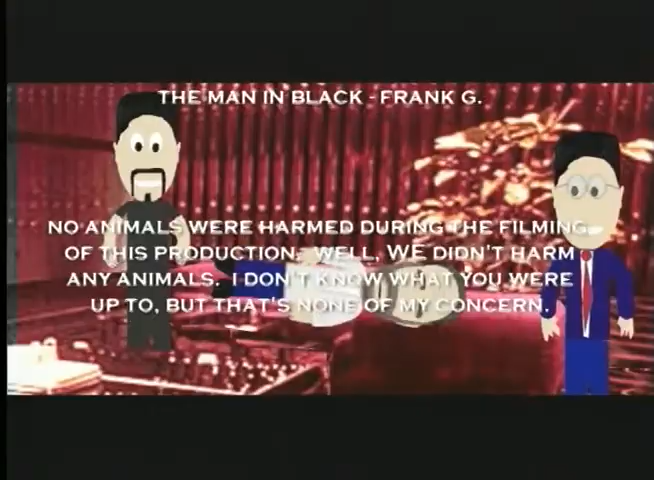 THE MAN IN BLACK - FRANK G.
NO ANIMALS WERE HARMED DURING THE FILMING
OF THIS PRODUCTION. WELL, WE DIDN'T HARM
ANY ANIMALS. I DON'T KNOW WHAT YOU WERE
UP TO, BUT THAT'S NONE OF MY CONCERN.